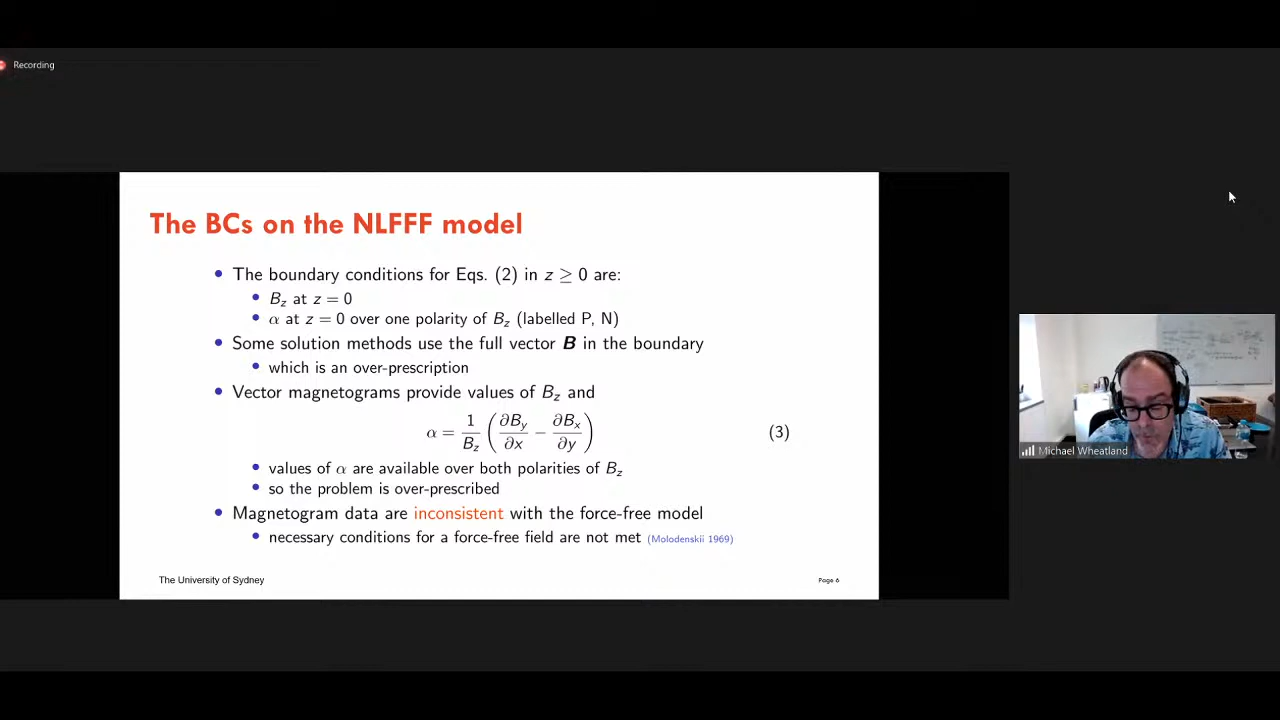 Recording
The BCs on the NLFFF model
• The boundary conditions for Eqs. (2) in z ≥ 0 are:
• B_z at z = 0
• α at z = 0 over one polarity of B_z (labelled P, N)
• Some solution methods use the full vector B in the boundary
• which is an over-prescription
• Vector magnetograms provide values of B_z and
α = 1/B_z (∂B_y/∂x − ∂B_x/∂y) (3)
• values of α are available over both polarities of B_z
• so the problem is over-prescribed
• Magnetogram data are inconsistent with the force-free model
• necessary conditions for a force-free field are not met (Molodenskii 1969)
The University of Sydney
Page 6
Michael Wheatland